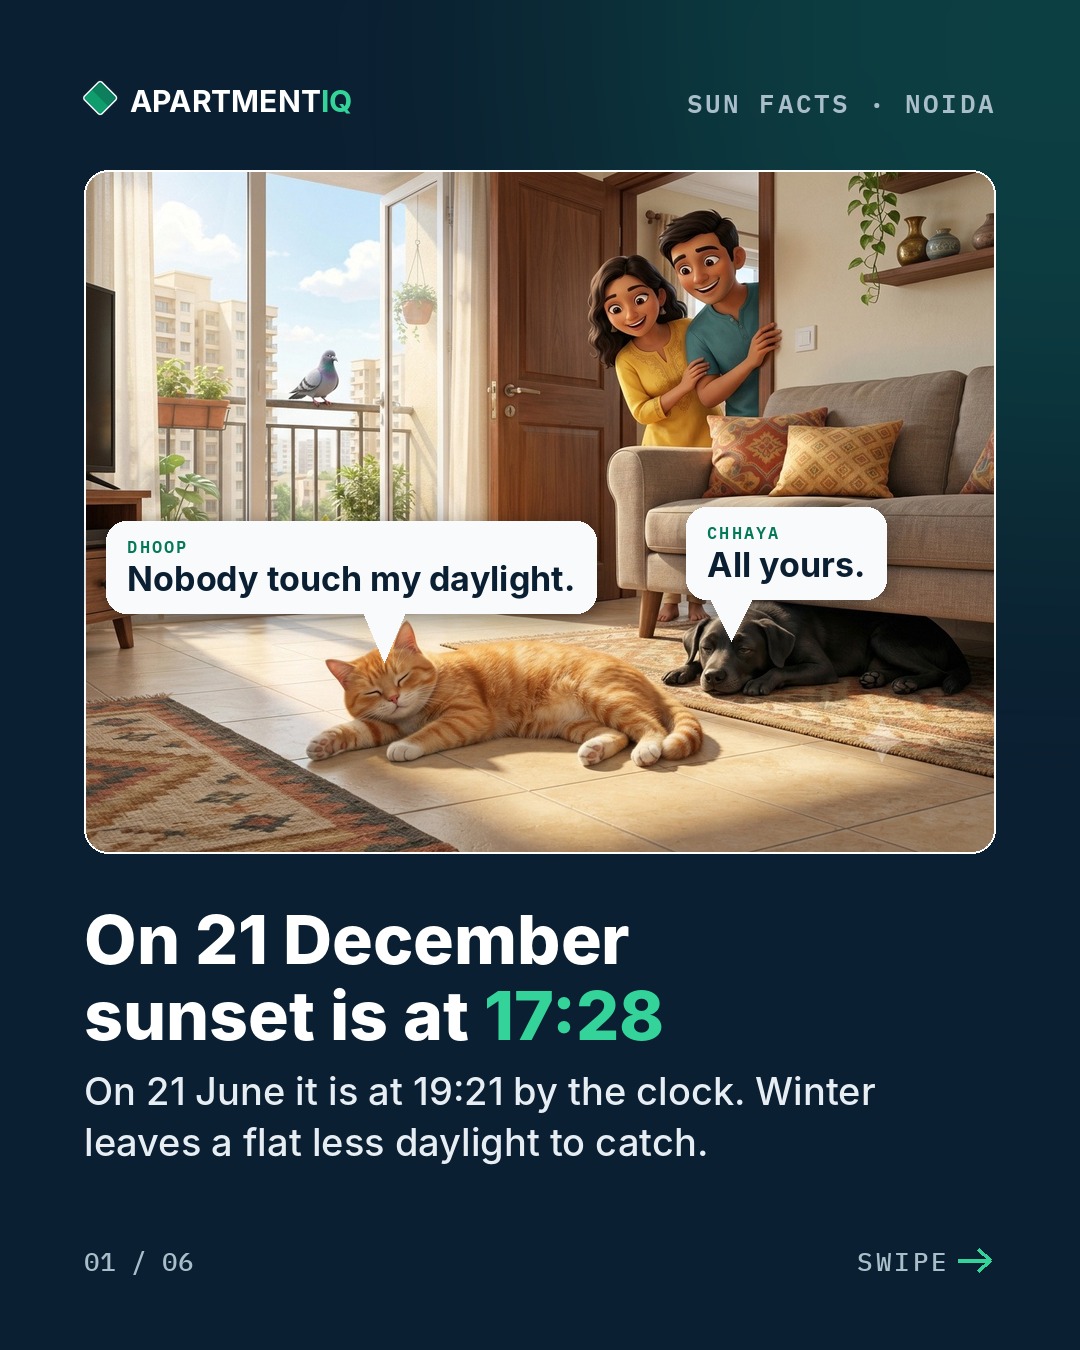 APARTMENTIQ
SUN FACTS · NOIDA
DHOOP
Nobody touch my daylight.
CHHAYA
All yours.
On 21 December
sunset is at 17:28
On 21 June it is at 19:21 by the clock. Winter
leaves a flat less daylight to catch.
01 / 06
SWIPE →